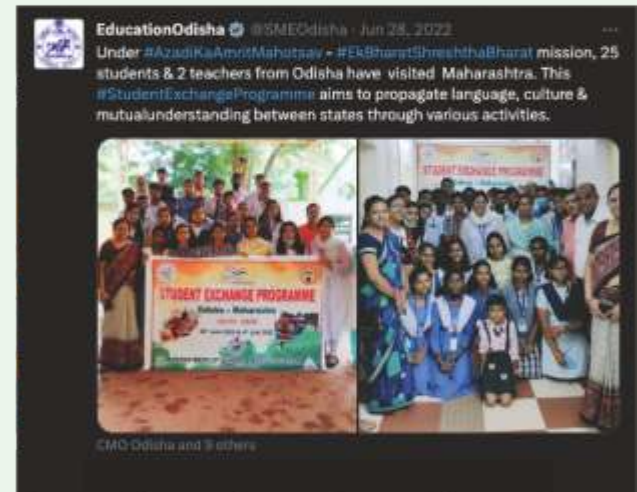 EducationOdisha @SMEOdisha · Jun 28, 2022
Under #AzadiKaAmritMahotsav - #EkBharatShreshthaBharat mission, 25
students & 2 teachers from Odisha have visited Maharashtra. This
#StudentExchangeProgramme aims to propagate language, culture &
mutualunderstanding between states through various activities.
STUDENT EXCHANGE PROGRAMME
Odisha - Maharashtra
STUDENT EXCHANGE PROGRAMME
CMO Odisha and 9 others